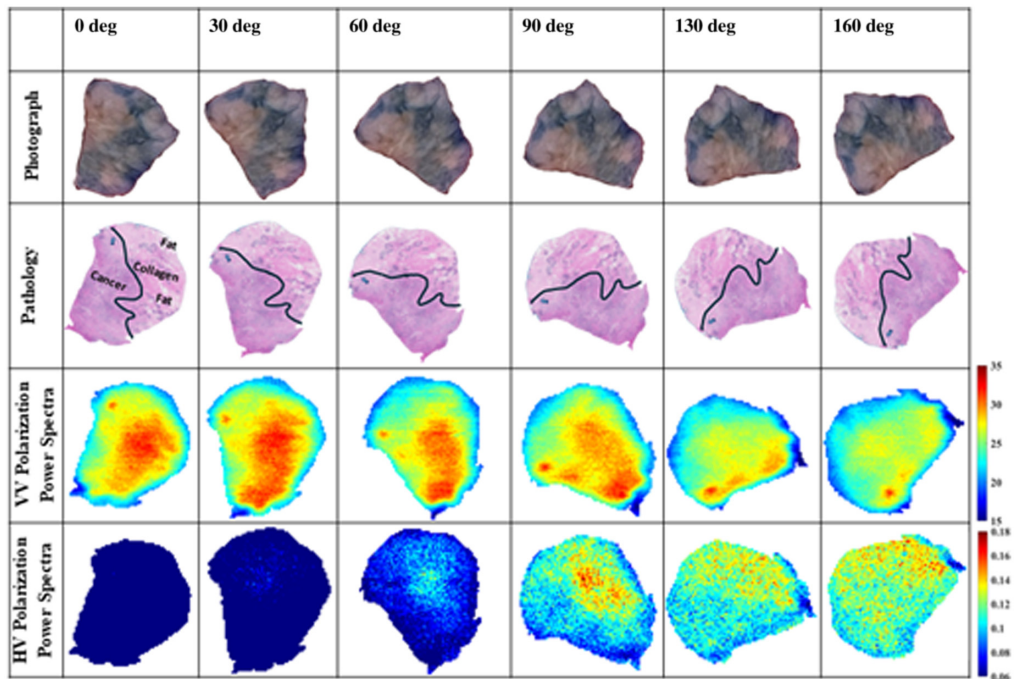 0 deg
30 deg
60 deg
90 deg
130 deg
160 deg
Photograph
Pathology
Fat
Collagen
Cancer
Fat
VV Polarization
Power Spectra
35
30
25
20
15
HV Polarization
Power Spectra
0.18
0.16
0.14
0.12
0.1
0.08
0.06